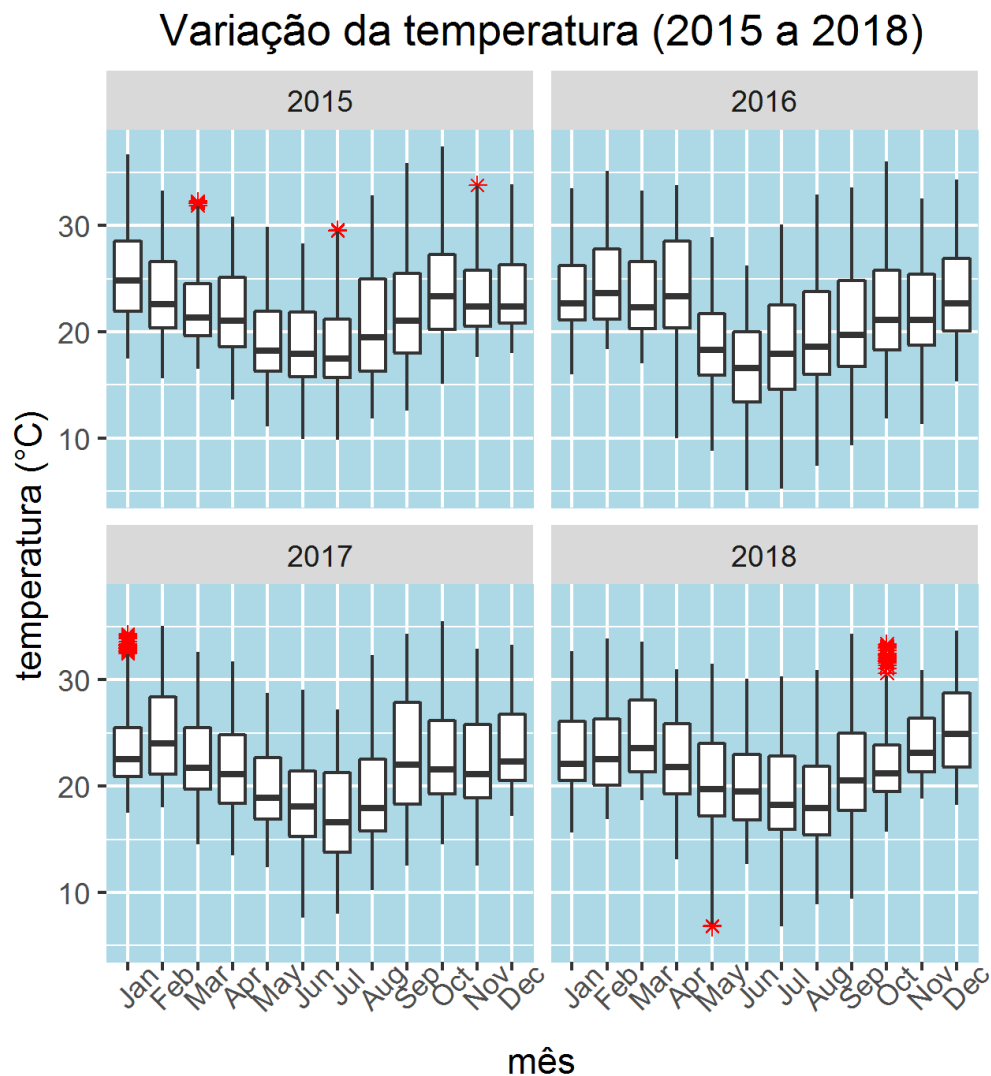 Variação da temperatura (2015 a 2018)
2015
2016
30
20
10
temperatura (°C)
2017
2018
30
20
10
Jan Feb Mar Apr May Jun Jul Aug Sep Oct Nov Dec
Jan Feb Mar Apr May Jun Jul Aug Sep Oct Nov Dec
mês